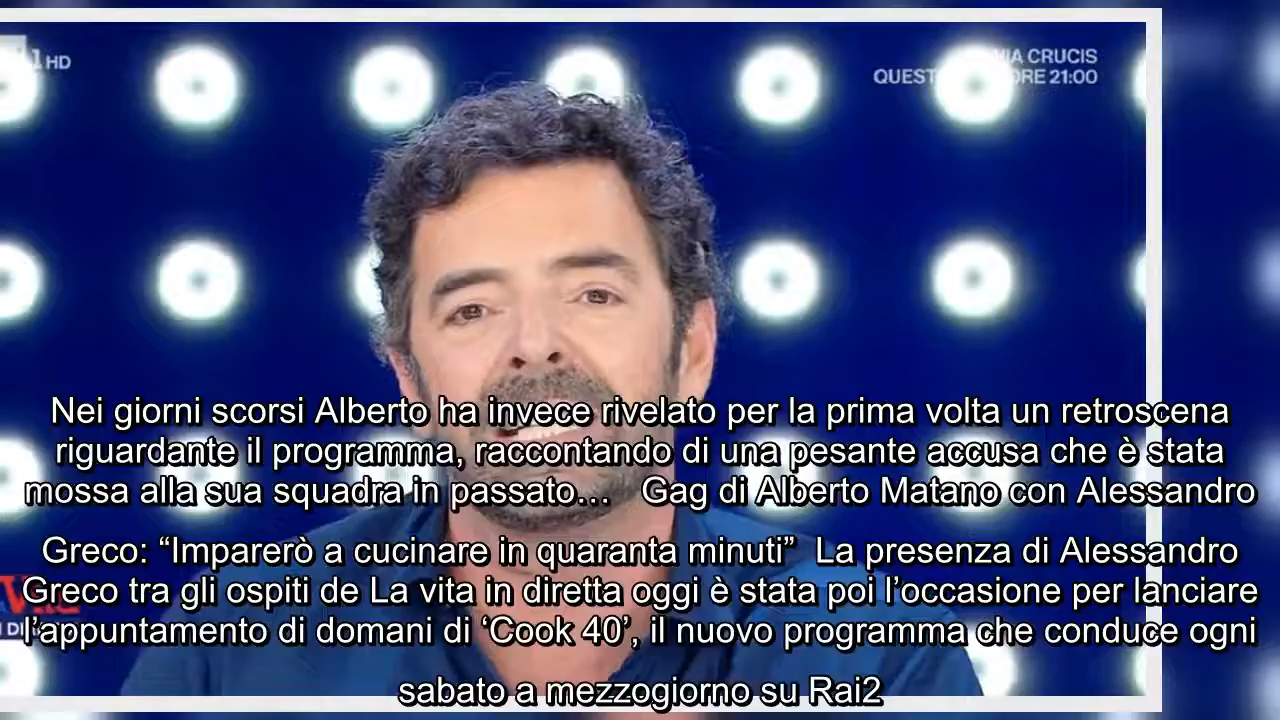 1 HD
VIA CRUCIS
ORE 21:00
Nei giorni scorsi Alberto ha invece rivelato per la prima volta un retroscena
riguardante il programma, raccontando di una pesante accusa che è stata
mossa alla sua squadra in passato… Gag di Alberto Matano con Alessandro
Greco: “Imparerò a cucinare in quaranta minuti” La presenza di Alessandro
Greco tra gli ospiti de La vita in diretta oggi è stata poi l’occasione per lanciare
l’appuntamento di domani di ‘Cook 40’, il nuovo programma che conduce ogni
sabato a mezzogiorno su Rai2